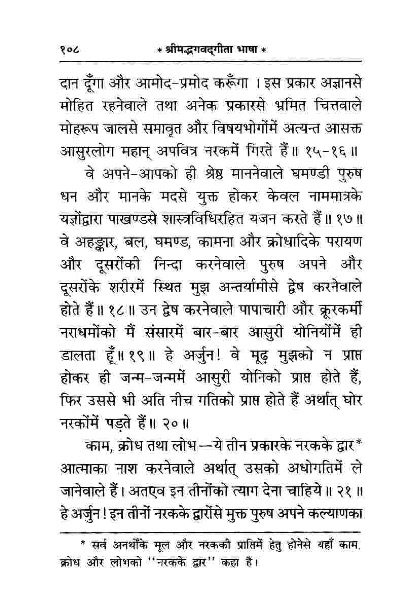 १०८ * श्रीमद्भगवद्गीता भाषा *
दान दूँगा और आमोद-प्रमोद करूँगा । इस प्रकार अज्ञानसे
मोहित रहनेवाले तथा अनेक प्रकारसे भ्रमित चित्तवाले
मोहरूप जालसे समावृत और विषयभोगोंमें अत्यन्त आसक्त
आसुरलोग महान् अपवित्र नरकमें गिरते हैं॥ १५-१६॥
वे अपने-आपको ही श्रेष्ठ माननेवाले घमण्डी पुरुष
धन और मानके मदसे युक्त होकर केवल नाममात्रके
यज्ञोंद्वारा पाखण्डसे शास्त्रविधिरहित यजन करते हैं॥ १७॥
वे अहङ्कार, बल, घमण्ड, कामना और क्रोधादिके परायण
और दूसरोंकी निन्दा करनेवाले पुरुष अपने और
दूसरोंके शरीरमें स्थित मुझ अन्तर्यामीसे द्वेष करनेवाले
होते हैं॥ १८॥ उन द्वेष करनेवाले पापाचारी और क्रूरकर्मी
नराधमोंको मैं संसारमें बार-बार आसुरी योनियोंमें ही
डालता हूँ॥ १९॥ हे अर्जुन! वे मूढ़ मुझको न प्राप्त
होकर ही जन्म-जन्ममें आसुरी योनिको प्राप्त होते हैं,
फिर उससे भी अति नीच गतिको प्राप्त होते हैं अर्थात् घोर
नरकोंमें पड़ते हैं॥ २०॥
काम, क्रोध तथा लोभ—ये तीन प्रकारके नरकके द्वार*
आत्माका नाश करनेवाले अर्थात् उसको अधोगतिमें ले
जानेवाले हैं। अतएव इन तीनोंको त्याग देना चाहिये॥ २१॥
हे अर्जुन! इन तीनों नरकके द्वारोंसे मुक्त पुरुष अपने कल्याणका
* सर्व अनर्थोंके मूल और नरककी प्राप्तिमें हेतु होनेसे यहाँ काम,
क्रोध और लोभको ''नरकके द्वार'' कहा है।